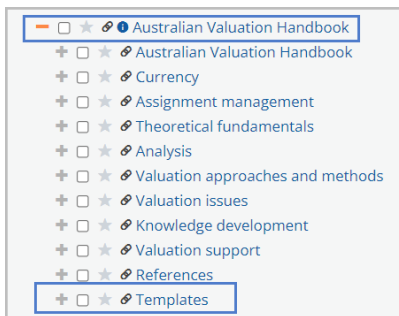 Australian Valuation Handbook
Australian Valuation Handbook
Currency
Assignment management
Theoretical fundamentals
Analysis
Valuation approaches and methods
Valuation issues
Knowledge development
Valuation support
References
Templates